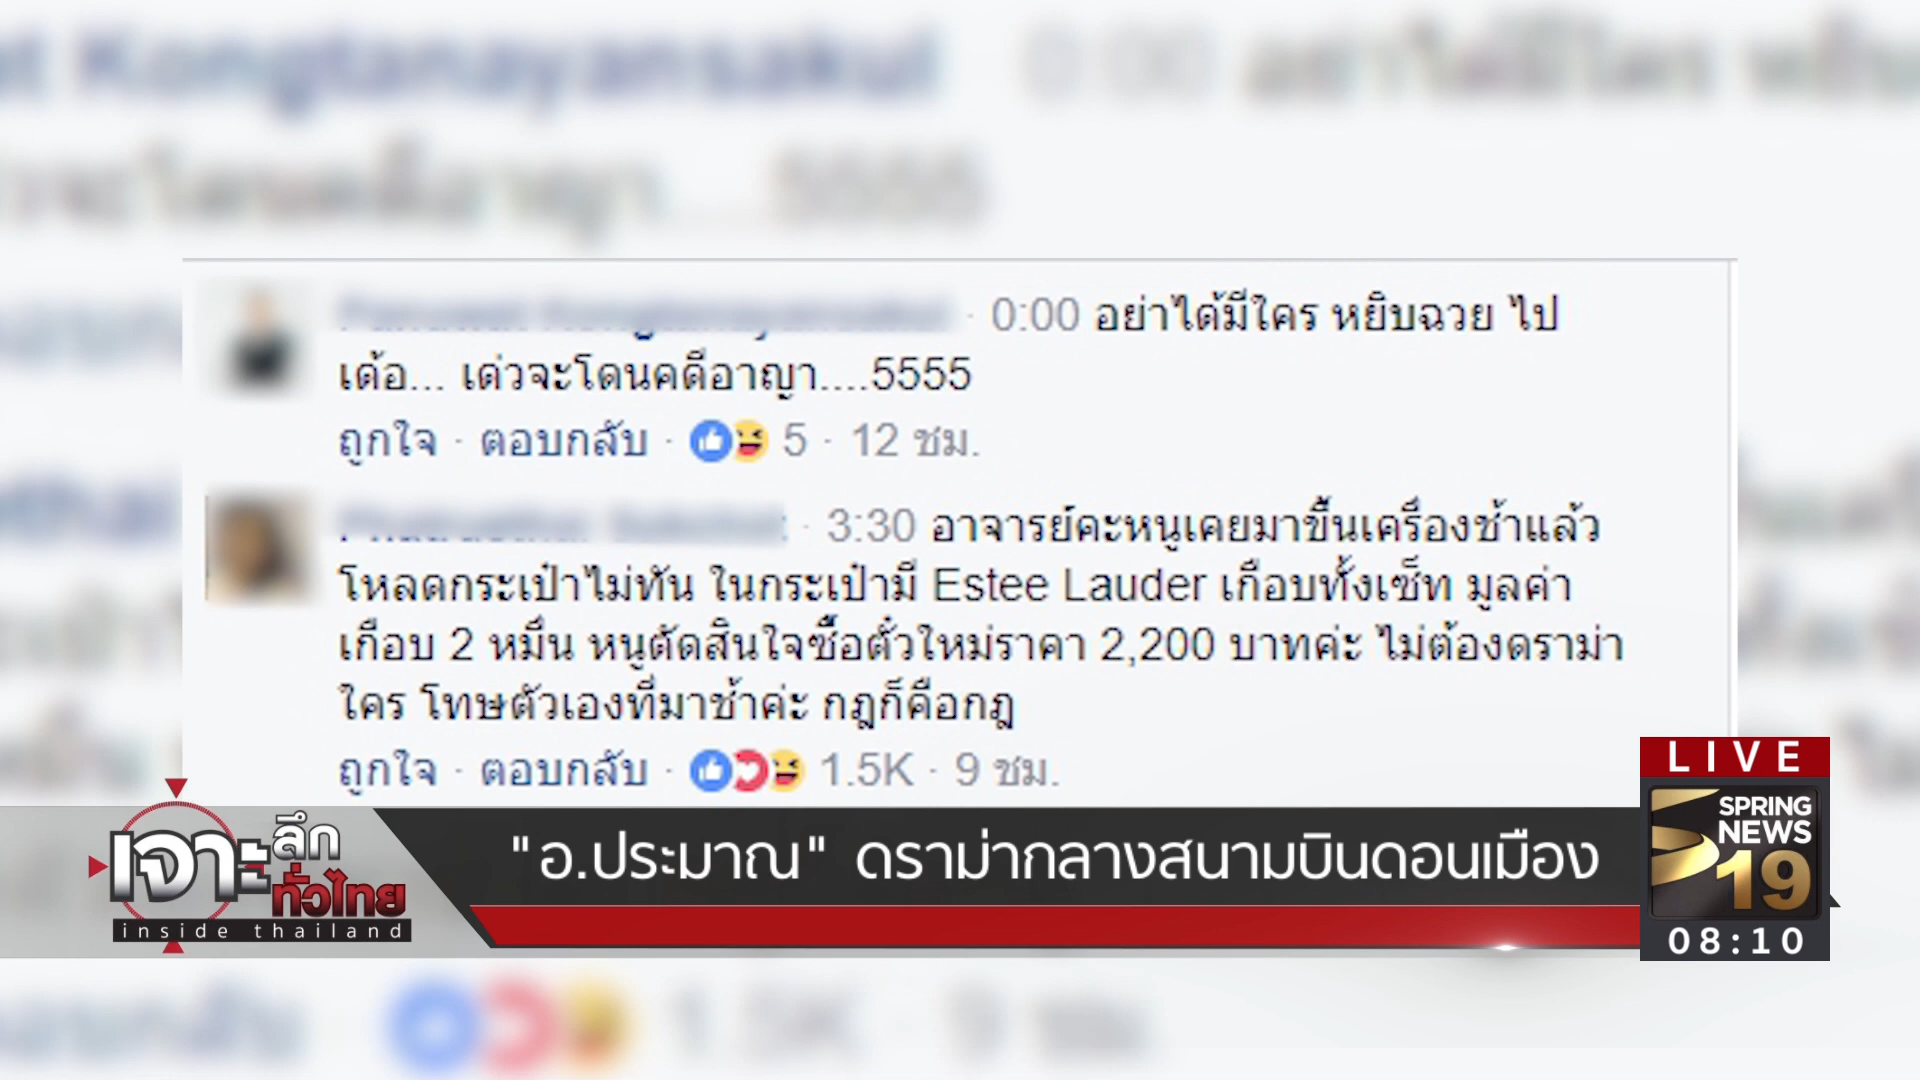 Kongtanayansakul
5555
0:00 อย่าได้มีใคร หยิบฉวย ไป
เด้อ... เด่วจะโดนคดีอาญา....5555
ถูกใจ · ตอบกลับ · 5 · 12 ชม.
3:30 อาจารย์คะหนูเคยมาขึ้นเครื่องช้าแล้ว
โหลดกระเป๋าไม่ทัน ในกระเป๋ามี Estee Lauder เกือบทั้งเซ็ท มูลค่า
เกือบ 2 หมื่น หนูตัดสินใจซื้อตั๋วใหม่ราคา 2,200 บาทค่ะ ไม่ต้องดราม่า
ใคร โทษตัวเองที่มาช้าค่ะ กฎก็คือกฎ
ถูกใจ · ตอบกลับ · 1.5K · 9 ชม.
LIVE
SPRING
NEWS
19
08:10
เจาะลึก
ทั่วไทย
inside thailand
"อ.ประมาณ" ดราม่ากลางสนามบินดอนเมือง